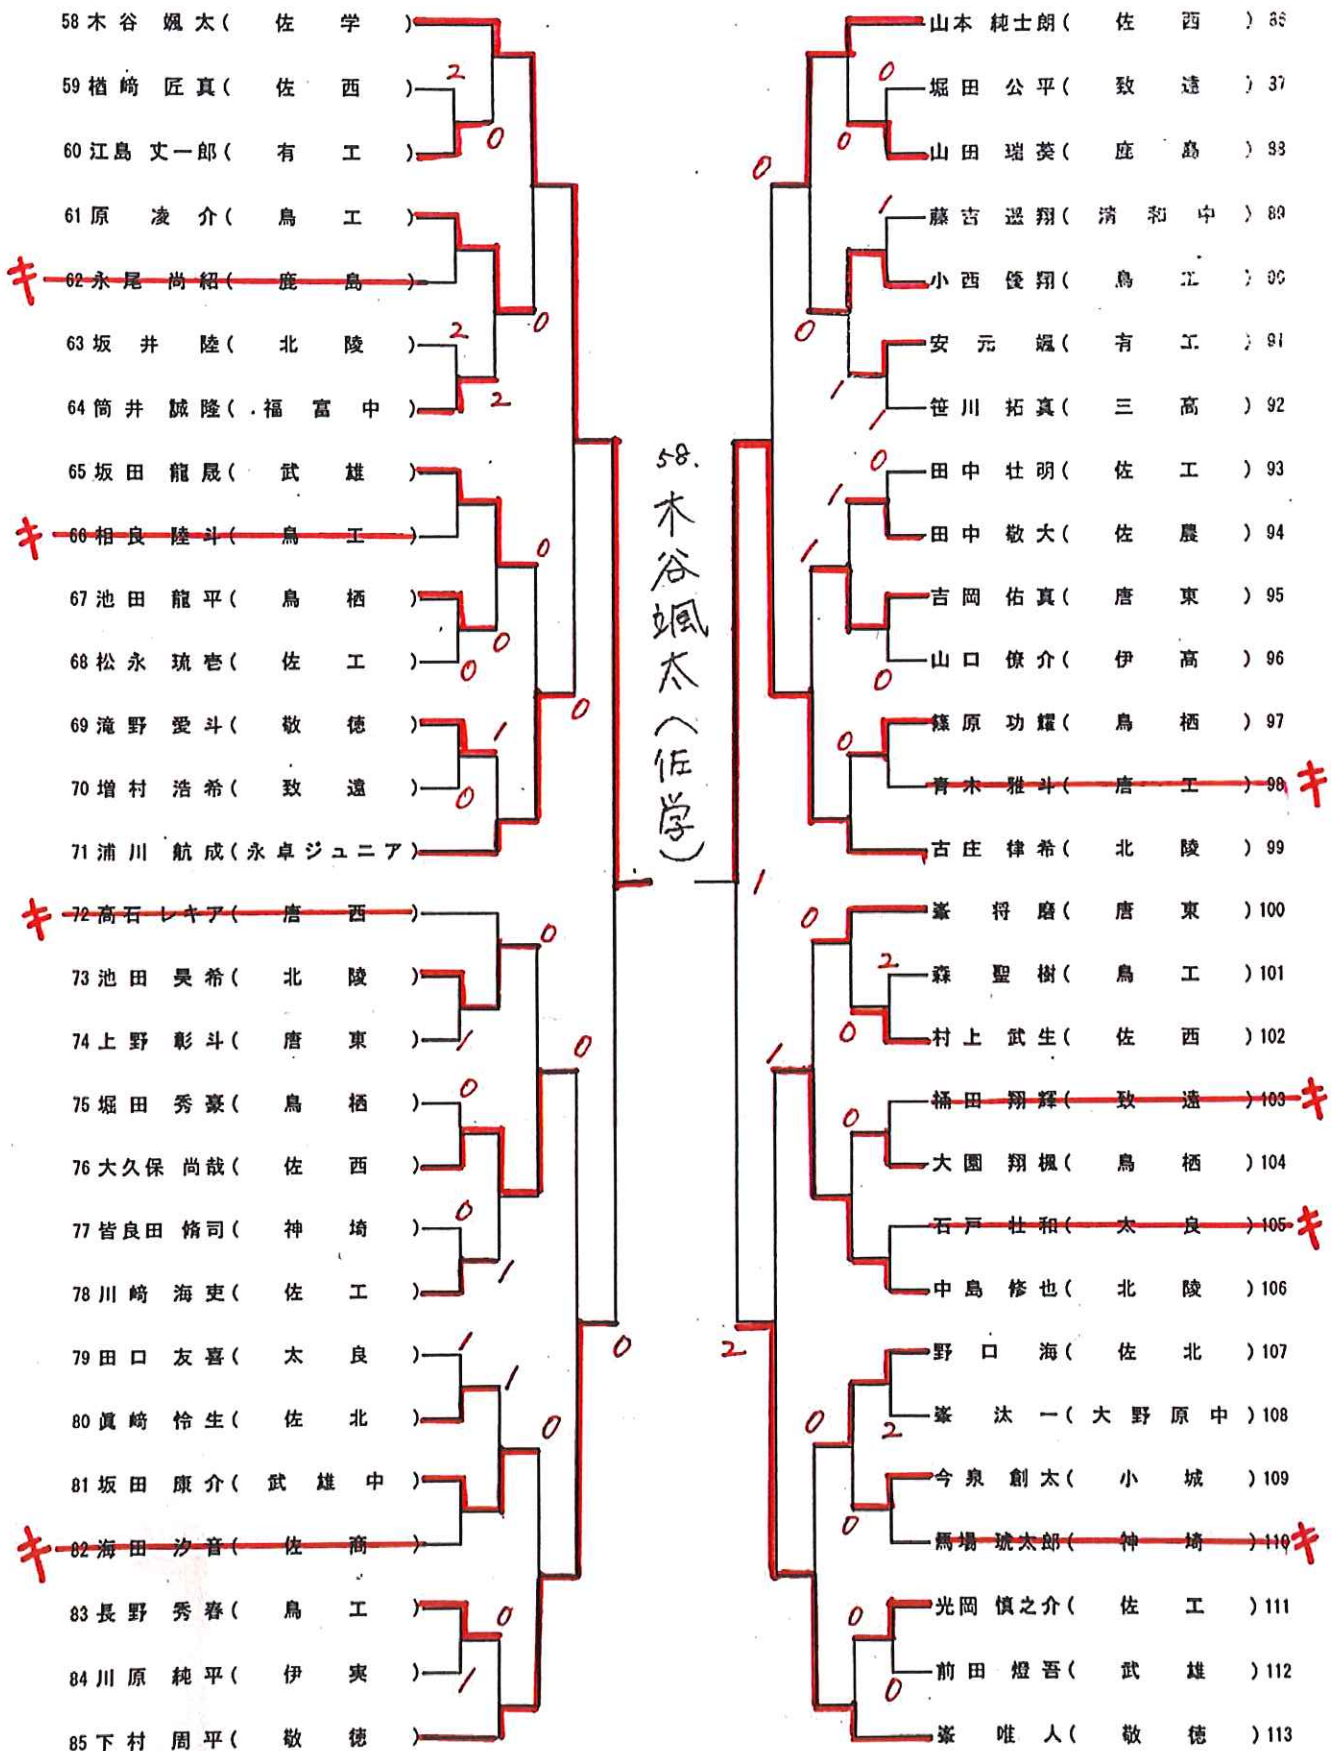 58 木谷 颯太( 佐 学 )
59 楢﨑 匠真( 佐 西 )
60 江島 丈一郎( 有 工 )
61 原 凌介( 鳥 工 )
キ 62 永尾 尚紹( 鹿 島 )
63 坂井 陸( 北 陵 )
64 筒井 誠隆( 福 富 中 )
65 坂田 龍晟( 武 雄 )
キ 66 相良 陸斗( 鳥 工 )
67 池田 龍平( 鳥 栖 )
68 松永 琉壱( 佐 工 )
69 滝野 愛斗( 敬 徳 )
70 増村 浩希( 致 遠 )
71 浦川 航成(永卓ジュニア)
キ 72 高石 レキア( 唐 西 )
73 池田 昊希( 北 陵 )
74 上野 彰斗( 唐 東 )
75 堀田 秀豪( 鳥 栖 )
76 大久保 尚哉( 佐 西 )
77 皆良田 脩司( 神 埼 )
78 川﨑 海吏( 佐 工 )
79 田口 友喜( 太 良 )
80 眞﨑 怜生( 佐 北 )
81 坂田 康介( 武 雄 中 )
キ 82 海田 汐音( 佐 商 )
83 長野 秀春( 鳥 工 )
84 川原 純平( 伊 実 )
85 下村 周平( 敬 徳 )
58.
木谷颯太(佐学)
山本 純士朗( 佐 西 ) 86
堀田 公平( 致 遠 ) 87
山田 瑞葵( 鹿 島 ) 88
藤吉 遥翔( 清 和 中 ) 89
小西 俊翔( 鳥 工 ) 90
安元 颯( 有 工 ) 91
笹川 拓真( 三 高 ) 92
田中 壮明( 佐 工 ) 93
田中 敬大( 佐 農 ) 94
吉岡 佑真( 唐 東 ) 95
山口 僚介( 伊 高 ) 96
篠原 功耀( 鳥 栖 ) 97
青木 雅斗( 唐 工 ) 98 キ
古庄 律希( 北 陵 ) 99
峯 将磨( 唐 東 ) 100
森 聖樹( 鳥 工 ) 101
村上 武生( 佐 西 ) 102
桶田 翔輝( 致 遠 ) 103 キ
大園 翔楓( 鳥 栖 ) 104
石戸 壮和( 太 良 ) 105 キ
中島 修也( 北 陵 ) 106
野口 海( 佐 北 ) 107
峯 汰一( 大 野 原 中 ) 108
今泉 創太( 小 城 ) 109
馬場 琥太郎( 神 埼 ) 110 キ
光岡 慎之介( 佐 工 ) 111
前田 燈吾( 武 雄 ) 112
峯 唯人( 敬 徳 ) 113